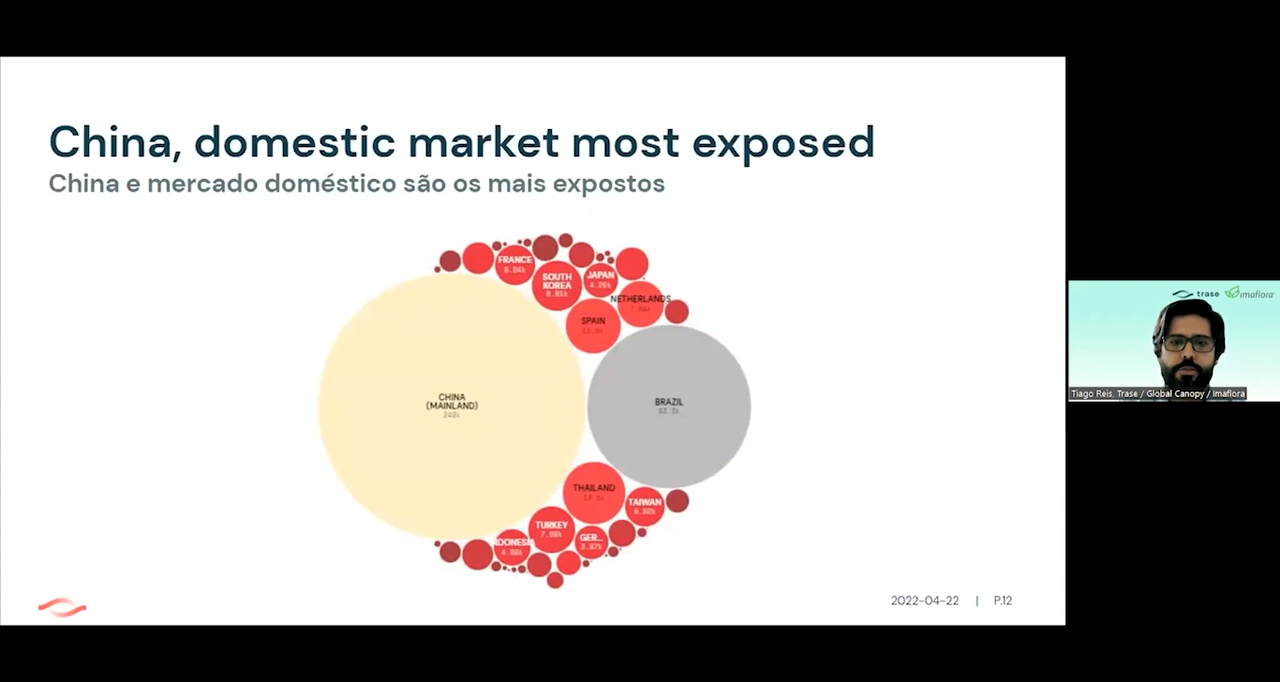 China, domestic market most exposed
China e mercado doméstico são os mais expostos
FRANCE
SOUTH
KOREA
JAPAN
NETHERLANDS
SPAIN
CHINA
(MAINLAND)
BRAZIL
THAILAND
TAIWAN
TURKEY
GER...
NDONESI
2022-04-22 | P.12
trase imaflora
Tiago Reis, Trase / Global Canopy / Imaflora